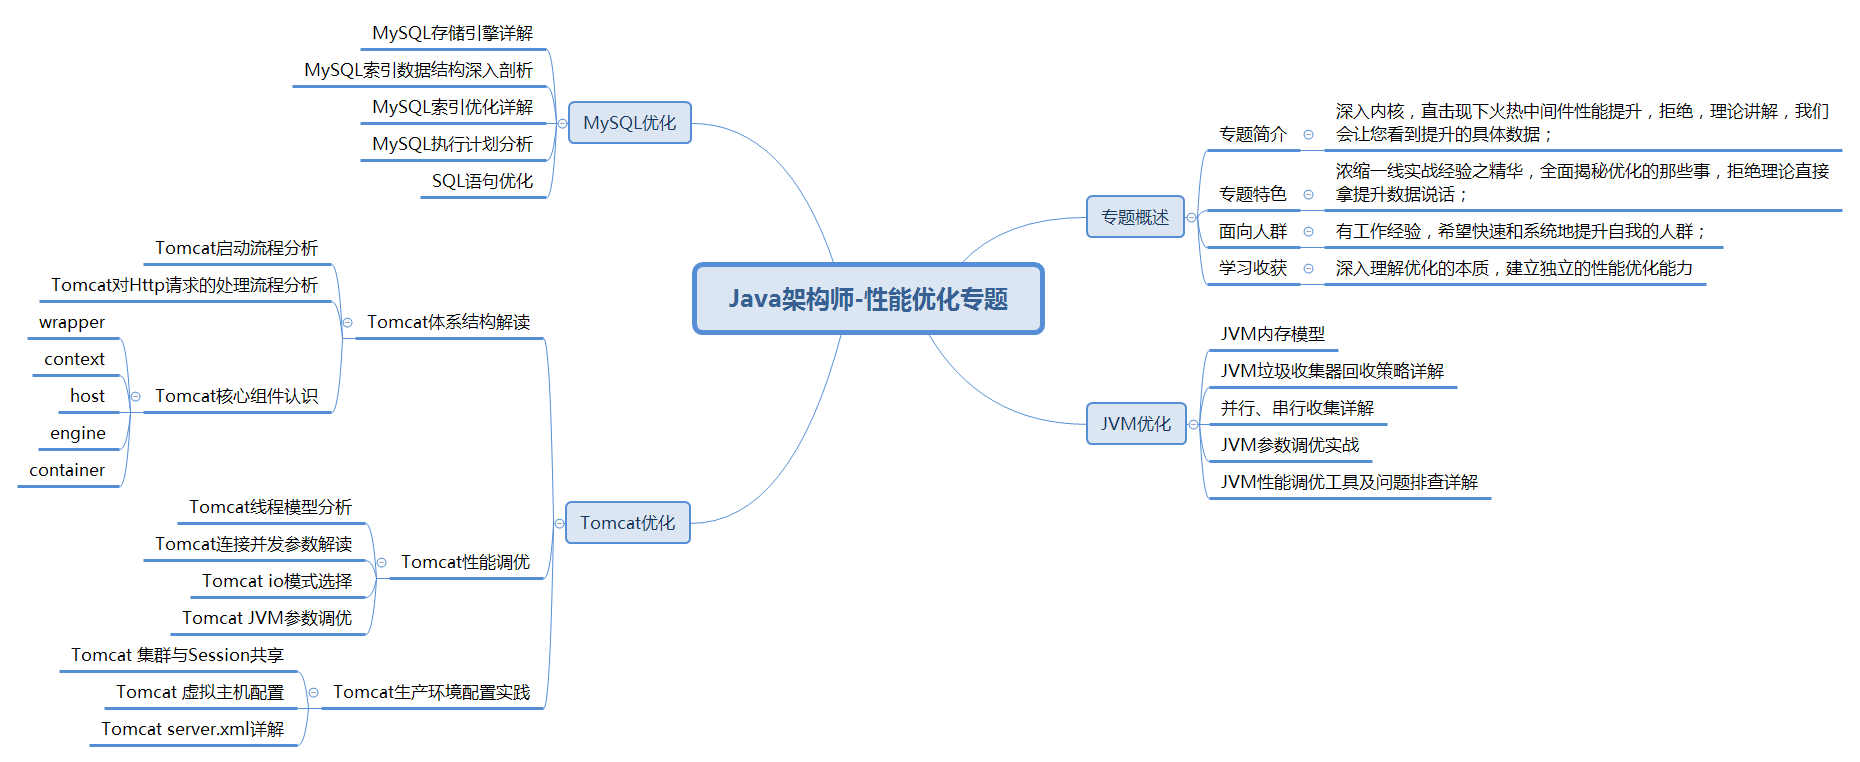 Java架构师-性能优化专题
专题概述
专题简介
深入内核，直击现下火热中间件性能提升，拒绝，理论讲解，我们
会让您看到提升的具体数据；
专题特色
浓缩一线实战经验之精华，全面揭秘优化的那些事，拒绝理论直接
拿提升数据说话；
面向人群
有工作经验，希望快速和系统地提升自我的人群；
学习收获
深入理解优化的本质，建立独立的性能优化能力
JVM优化
JVM内存模型
JVM垃圾收集器回收策略详解
并行、串行收集详解
JVM参数调优实战
JVM性能调优工具及问题排查详解
MySQL优化
MySQL存储引擎详解
MySQL索引数据结构深入剖析
MySQL索引优化详解
MySQL执行计划分析
SQL语句优化
Tomcat优化
Tomcat体系结构解读
Tomcat启动流程分析
Tomcat对Http请求的处理流程分析
Tomcat核心组件认识
wrapper
context
host
engine
container
Tomcat性能调优
Tomcat线程模型分析
Tomcat连接并发参数解读
Tomcat io模式选择
Tomcat JVM参数调优
Tomcat生产环境配置实践
Tomcat 集群与Session共享
Tomcat 虚拟主机配置
Tomcat server.xml详解